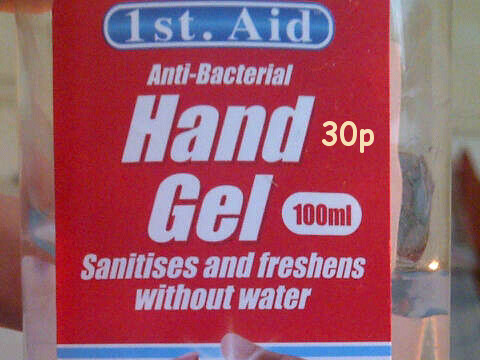 1st. Aid
Anti-Bacterial
Hand
30p
Gel
100ml
Sanitises and freshens
without water